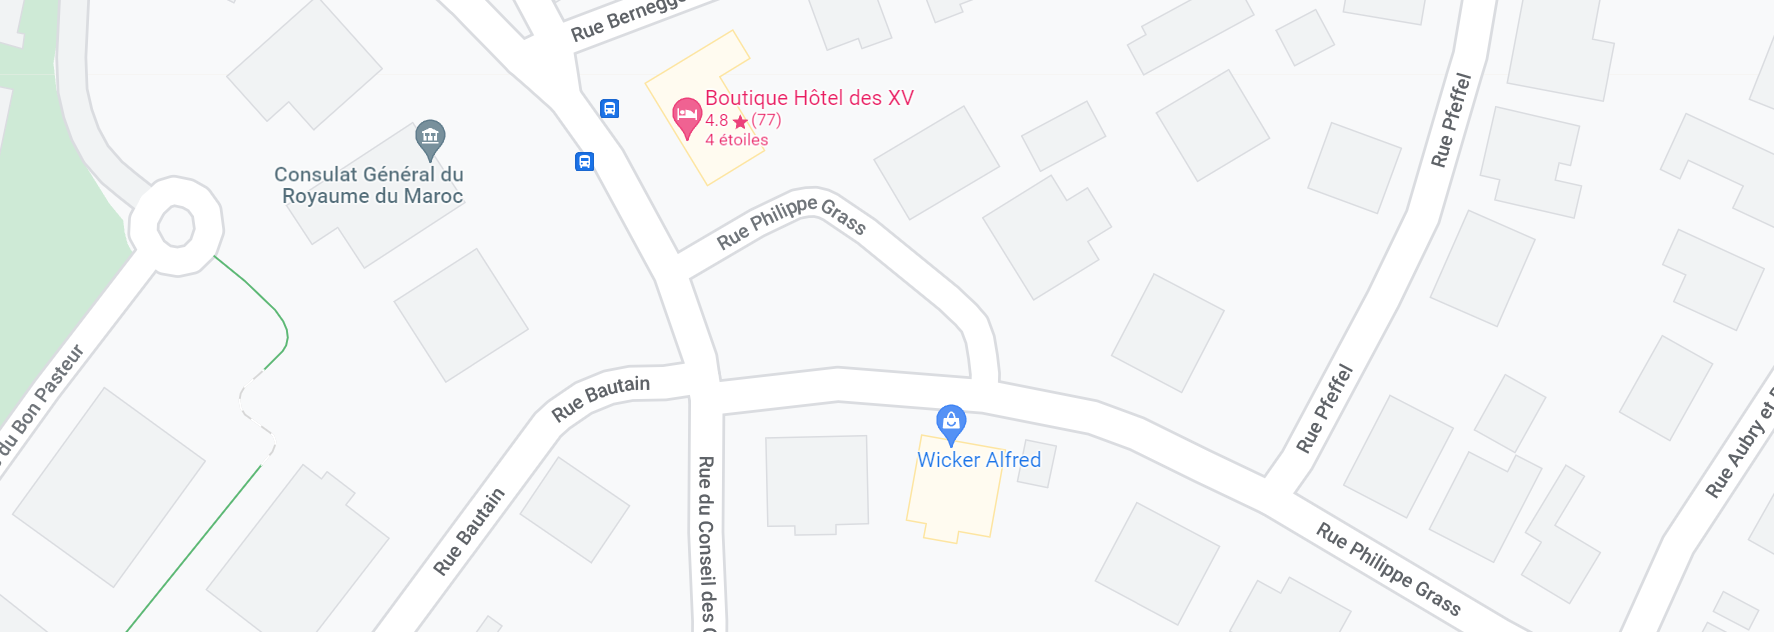 Rue Bernegge
Boutique Hôtel des XV
4.8 ★ (77)
4 étoiles
Consulat Général du
Royaume du Maroc
Rue Philippe Grass
Rue Pfeffel
Rue Pfeffel
Rue Bautain
Rue Bautain
du Bon Pasteur
Wicker Alfred
Rue du Conseil des
Rue Philippe Grass
Rue Aubry et